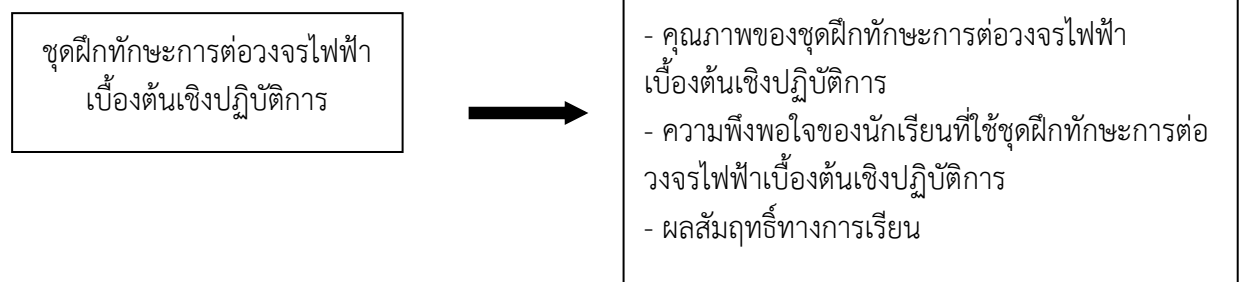 ชุดฝึกทักษะการต่อวงจรไฟฟ้า
เบื้องต้นเชิงปฏิบัติการ
- คุณภาพของชุดฝึกทักษะการต่อวงจรไฟฟ้า
เบื้องต้นเชิงปฏิบัติการ
- ความพึงพอใจของนักเรียนที่ใช้ชุดฝึกทักษะการต่อ
วงจรไฟฟ้าเบื้องต้นเชิงปฏิบัติการ
- ผลสัมฤทธิ์ทางการเรียน